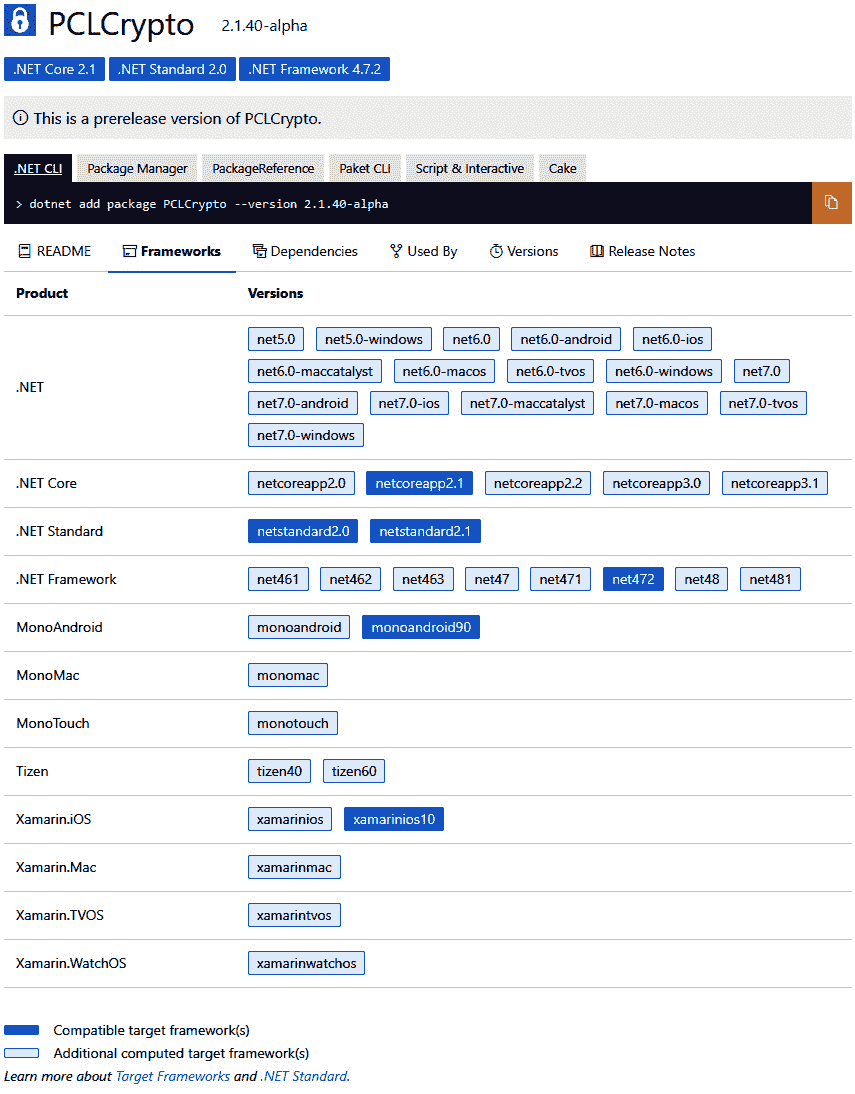 PCLCrypto 2.1.40-alpha
.NET Core 2.1 .NET Standard 2.0 .NET Framework 4.7.2
This is a prerelease version of PCLCrypto.
.NET CLI Package Manager PackageReference Paket CLI Script & Interactive Cake
> dotnet add package PCLCrypto --version 2.1.40-alpha
README Frameworks Dependencies Used By Versions Release Notes
Product Versions
.NET
net5.0 net5.0-windows net6.0 net6.0-android net6.0-ios
net6.0-maccatalyst net6.0-macos net6.0-tvos net6.0-windows net7.0
net7.0-android net7.0-ios net7.0-maccatalyst net7.0-macos net7.0-tvos
net7.0-windows
.NET Core netcoreapp2.0 netcoreapp2.1 netcoreapp2.2 netcoreapp3.0 netcoreapp3.1
.NET Standard netstandard2.0 netstandard2.1
.NET Framework net461 net462 net463 net47 net471 net472 net48 net481
MonoAndroid monoandroid monoandroid90
MonoMac monomac
MonoTouch monotouch
Tizen tizen40 tizen60
Xamarin.iOS xamarinios xamarinios10
Xamarin.Mac xamarinmac
Xamarin.TVOS xamarintvos
Xamarin.WatchOS xamarinwatchos
Compatible target framework(s)
Additional computed target framework(s)
Learn more about Target Frameworks and .NET Standard.